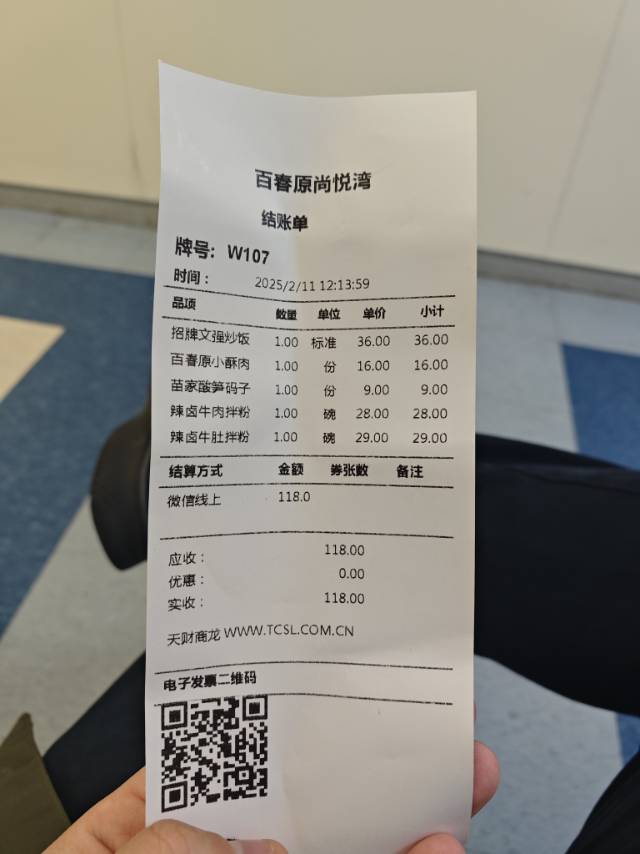 百春原尚悦湾
结账单
牌号: W107
时间: 2025/2/11 12:13:59
品项 数量 单位 单价 小计
招牌文强炒饭 1.00 标准 36.00 36.00
百春原小酥肉 1.00 份 16.00 16.00
苗家酸笋码子 1.00 份 9.00 9.00
辣卤牛肉拌粉 1.00 碗 28.00 28.00
辣卤牛肚拌粉 1.00 碗 29.00 29.00
结算方式 金额 券张数 备注
微信线上 118.0
应收: 118.00
优惠: 0.00
实收: 118.00
天财商龙 WWW.TCSL.COM.CN
电子发票二维码